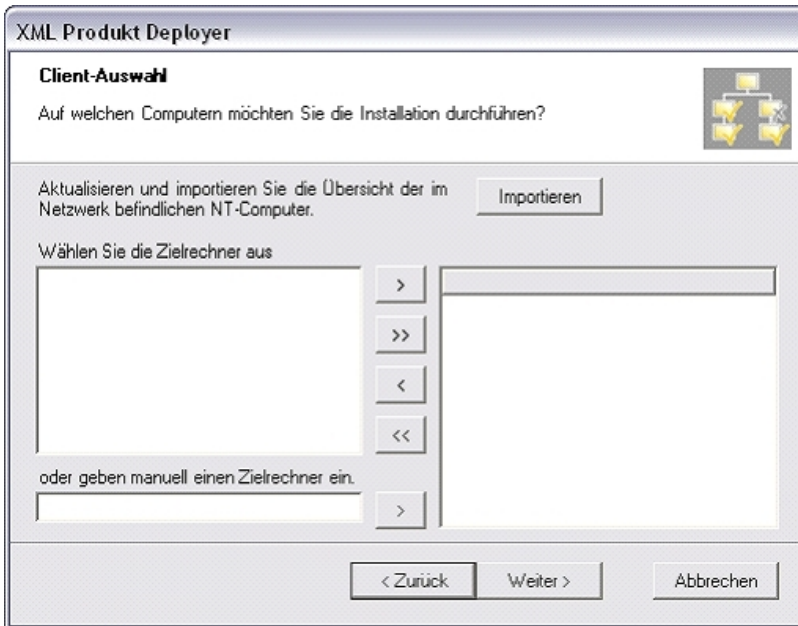 XML Produkt Deployer
Client-Auswahl
Auf welchen Computern möchten Sie die Installation durchführen?
Aktualisieren und importieren Sie die Übersicht der im
Netzwerk befindlichen NT-Computer.
Importieren
Wählen Sie die Zielrechner aus
>
>>
<
<<
oder geben manuell einen Zielrechner ein.
>
< Zurück
Weiter >
Abbrechen